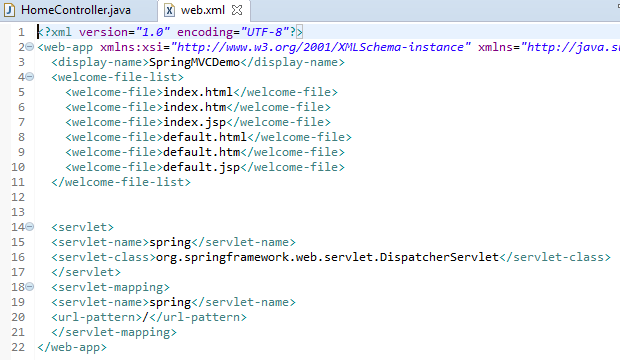 HomeController.java web.xml
1 <?xml version="1.0" encoding="UTF-8"?>
2 <web-app xmlns:xsi="http://www.w3.org/2001/XMLSchema-instance" xmlns="http://java.su
3 <display-name>SpringMVCDemo</display-name>
4 <welcome-file-list>
5 <welcome-file>index.html</welcome-file>
6 <welcome-file>index.htm</welcome-file>
7 <welcome-file>index.jsp</welcome-file>
8 <welcome-file>default.html</welcome-file>
9 <welcome-file>default.htm</welcome-file>
10 <welcome-file>default.jsp</welcome-file>
11 </welcome-file-list>
12
13
14 <servlet>
15 <servlet-name>spring</servlet-name>
16 <servlet-class>org.springframework.web.servlet.DispatcherServlet</servlet-class>
17 </servlet>
18 <servlet-mapping>
19 <servlet-name>spring</servlet-name>
20 <url-pattern>/</url-pattern>
21 </servlet-mapping>
22 </web-app>